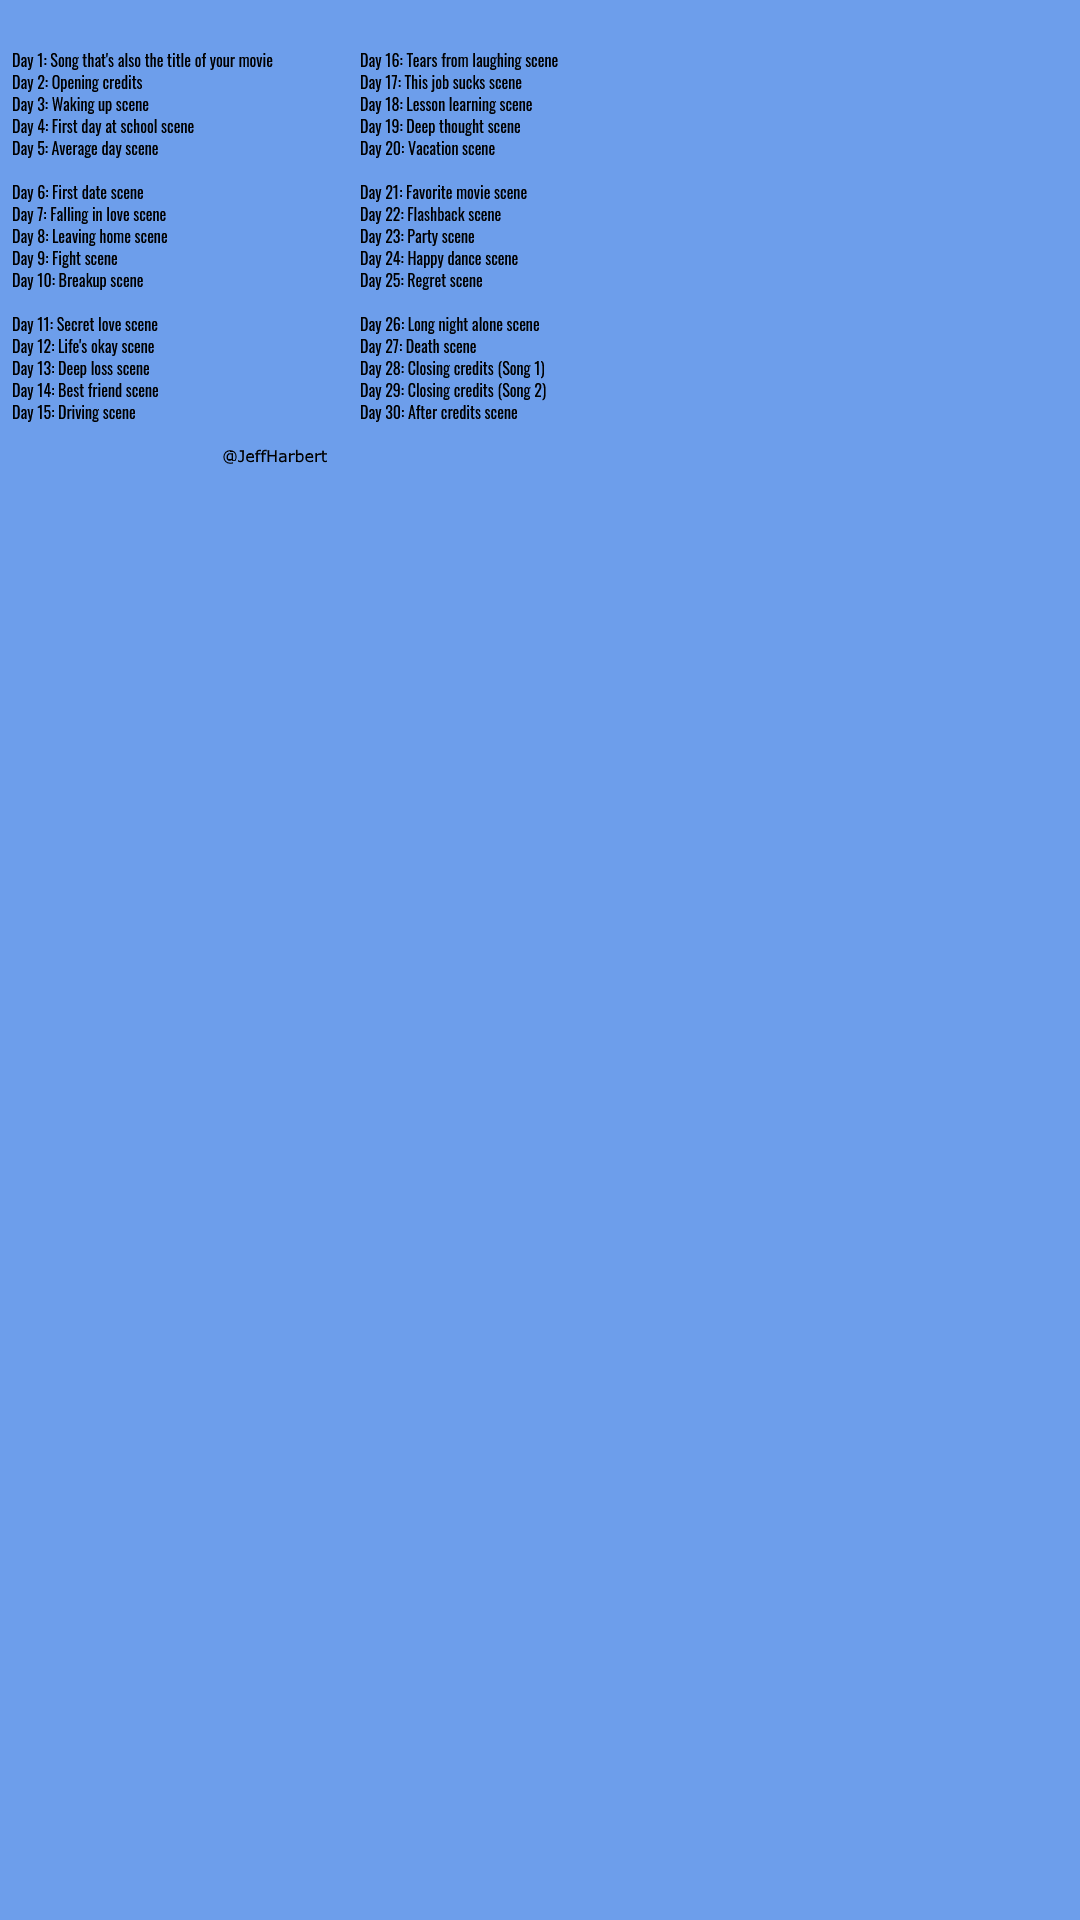 Day 1: Song that's also the title of your movie
Day 2: Opening credits
Day 3: Waking up scene
Day 4: First day at school scene
Day 5: Average day scene
Day 6: First date scene
Day 7: Falling in love scene
Day 8: Leaving home scene
Day 9: Fight scene
Day 10: Breakup scene
Day 11: Secret love scene
Day 12: Life's okay scene
Day 13: Deep loss scene
Day 14: Best friend scene
Day 15: Driving scene
Day 16: Tears from laughing scene
Day 17: This job sucks scene
Day 18: Lesson learning scene
Day 19: Deep thought scene
Day 20: Vacation scene
Day 21: Favorite movie scene
Day 22: Flashback scene
Day 23: Party scene
Day 24: Happy dance scene
Day 25: Regret scene
Day 26: Long night alone scene
Day 27: Death scene
Day 28: Closing credits (Song 1)
Day 29: Closing credits (Song 2)
Day 30: After credits scene
@JeffHarbert